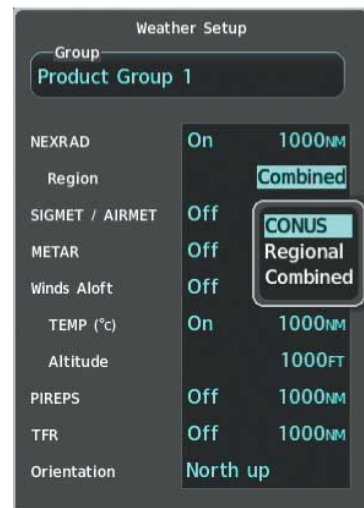 Weather Setup
Group
Product Group 1
NEXRAD On 1000NM
Region Combined
SIGMET / AIRMET Off
CONUS
METAR Off Regional
Combined
Winds Aloft Off
TEMP (°c) On 1000NM
Altitude 1000FT
PIREPS Off 1000NM
TFR Off 1000NM
Orientation North up